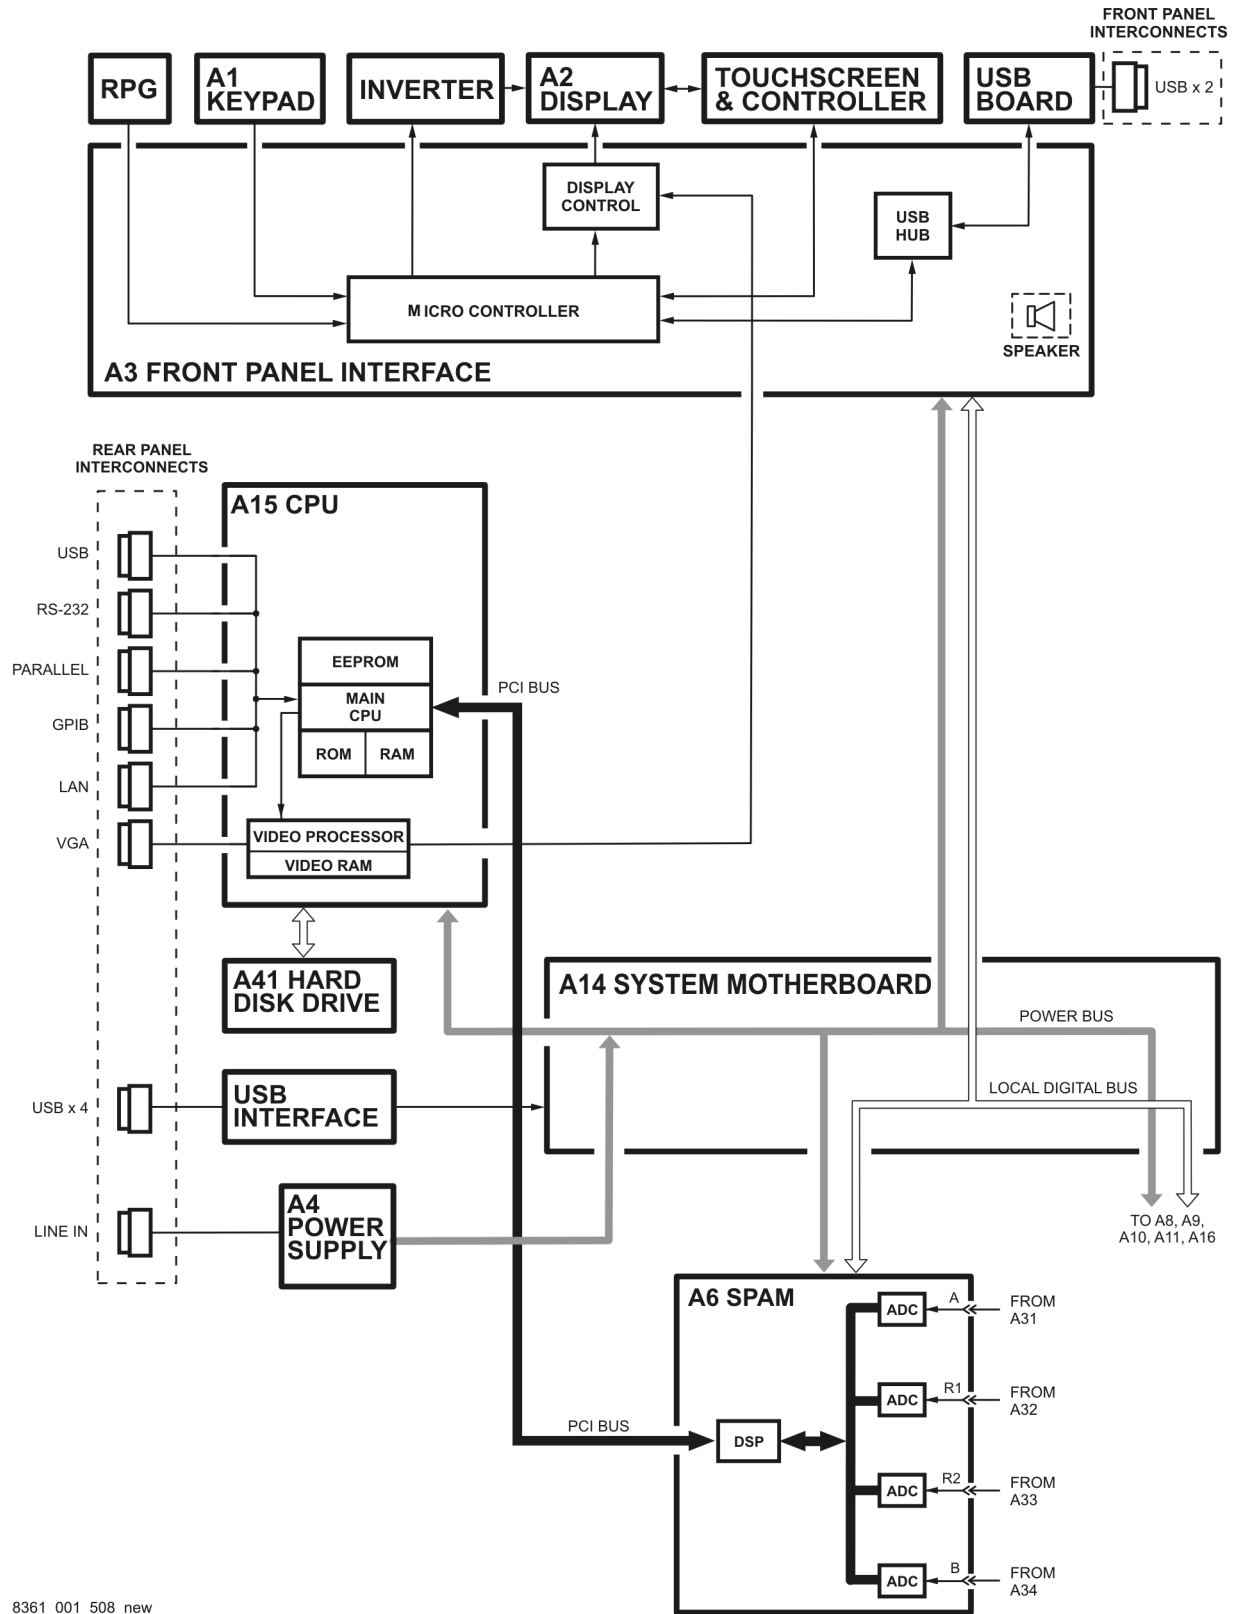 FRONT PANEL
INTERCONNECTS
RPG
A1
KEYPAD
INVERTER
A2
DISPLAY
TOUCHSCREEN
& CONTROLLER
USB
BOARD
USB x 2
DISPLAY
CONTROL
USB
HUB
M ICRO CONTROLLER
SPEAKER
A3 FRONT PANEL INTERFACE
REAR PANEL
INTERCONNECTS
A15 CPU
USB
RS-232
PARALLEL
GPIB
LAN
VGA
EEPROM
MAIN
CPU
ROM
RAM
PCI BUS
VIDEO PROCESSOR
VIDEO RAM
A41 HARD
DISK DRIVE
A14 SYSTEM MOTHERBOARD
POWER BUS
LOCAL DIGITAL BUS
USB x 4
USB
INTERFACE
LINE IN
A4
POWER
SUPPLY
TO A8, A9,
A10, A11, A16
A6 SPAM
ADC
A
FROM
A31
ADC
R1
FROM
A32
PCI BUS
DSP
ADC
R2
FROM
A33
ADC
B
FROM
A34
8361 001 508 new